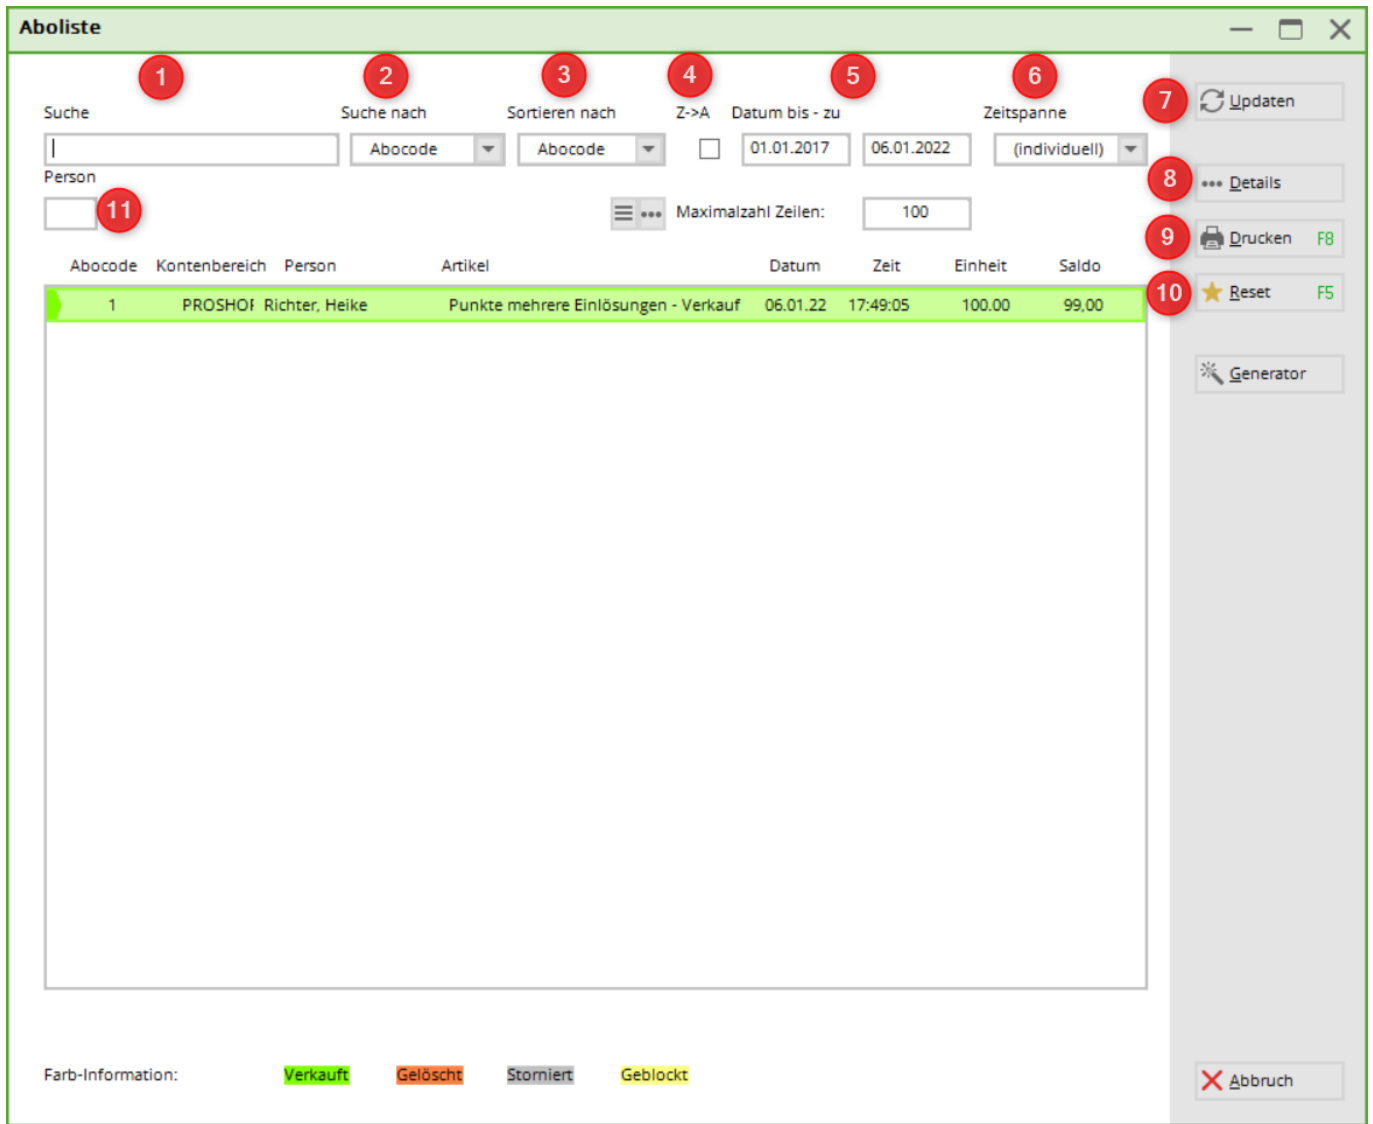 Aboliste
1 2 3 4 5 6
Suche Suche nach Sortieren nach Z->A Datum bis - zu Zeitspanne
7 Updaten
Abocode Abocode 01.01.2017 06.01.2022 (individuell)
Person
8 Details
11 Maximalzahl Zeilen: 100
9 Drucken F8
Abocode Kontenbereich Person Artikel Datum Zeit Einheit Saldo
10 Reset F5
1 PROSHOF Richter, Heike Punkte mehrere Einlösungen - Verkauf 06.01.22 17:49:05 100.00 99,00
Generator
Farb-Information: Verkauft Gelöscht Storniert Geblockt
Abbruch